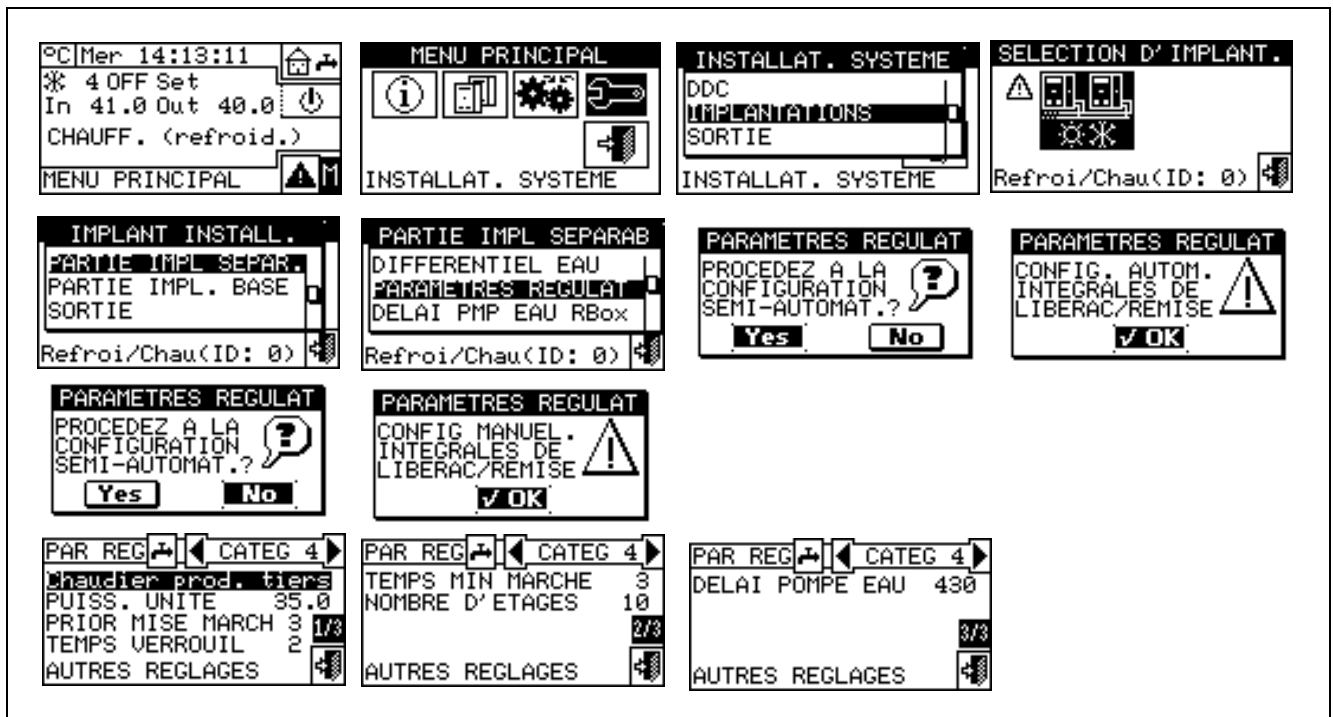 °C Mer 14:13:11
4 OFF Set
In 41.0 Out 40.0
CHAUFF. (refroid.)
MENU PRINCIPAL M
MENU PRINCIPAL
INSTALLAT. SYSTEME
INSTALLAT. SYSTEME
DDC
IMPLANTATIONS
SORTIE
INSTALLAT. SYSTEME
SELECTION D'IMPLANT.
Refroi/Chau(ID: 0)
IMPLANT INSTALL.
PARTIE IMPL SEPAR.
PARTIE IMPL. BASE
SORTIE
Refroi/Chau(ID: 0)
PARTIE IMPL SEPARAB
DIFFERENTIEL EAU
PARAMETRES REGULAT
DELAI PMP EAU RBox
Refroi/Chau(ID: 0)
PARAMETRES REGULAT
PROCEDEZ A LA
CONFIGURATION
SEMI-AUTOMAT.?
Yes No
PARAMETRES REGULAT
CONFIG. AUTOM.
INTEGRALES DE
LIBERAC/REMISE
√ OK
PARAMETRES REGULAT
PROCEDEZ A LA
CONFIGURATION
SEMI-AUTOMAT.?
Yes No
PARAMETRES REGULAT
CONFIG MANUEL.
INTEGRALES DE
LIBERAC/REMISE
√ OK
PAR REG CATEG 4
Chaudier prod. tiers
PUISS. UNITE 35.0
PRIOR MISE MARCH 3 1/3
TEMPS VERROUIL 2
AUTRES REGLAGES
PAR REG CATEG 4
TEMPS MIN MARCHE 3
NOMBRE D'ETAGES 10
2/3
AUTRES REGLAGES
PAR REG CATEG 4
DELAI POMPE EAU 430
3/3
AUTRES REGLAGES